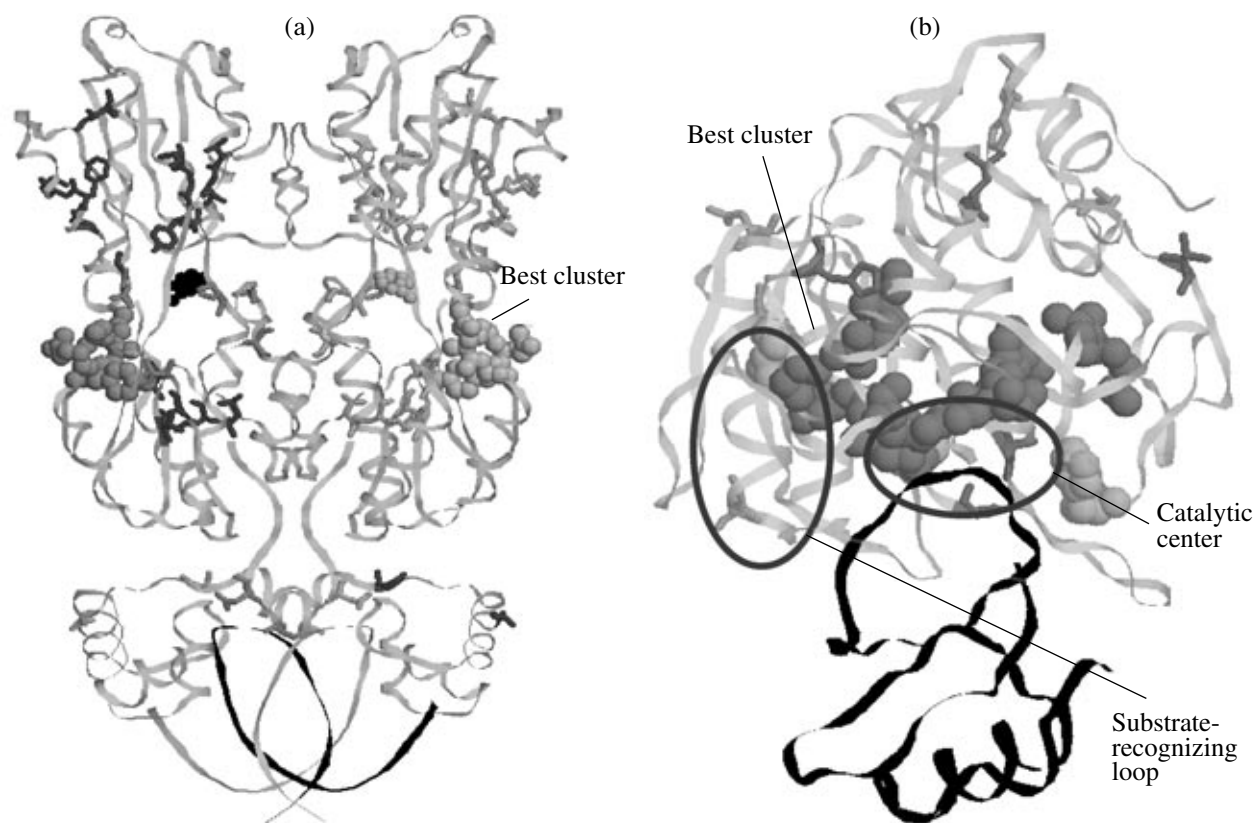 (a)
Best cluster
(b)
Best cluster
Catalytic
center
Substrate-
recognizing
loop